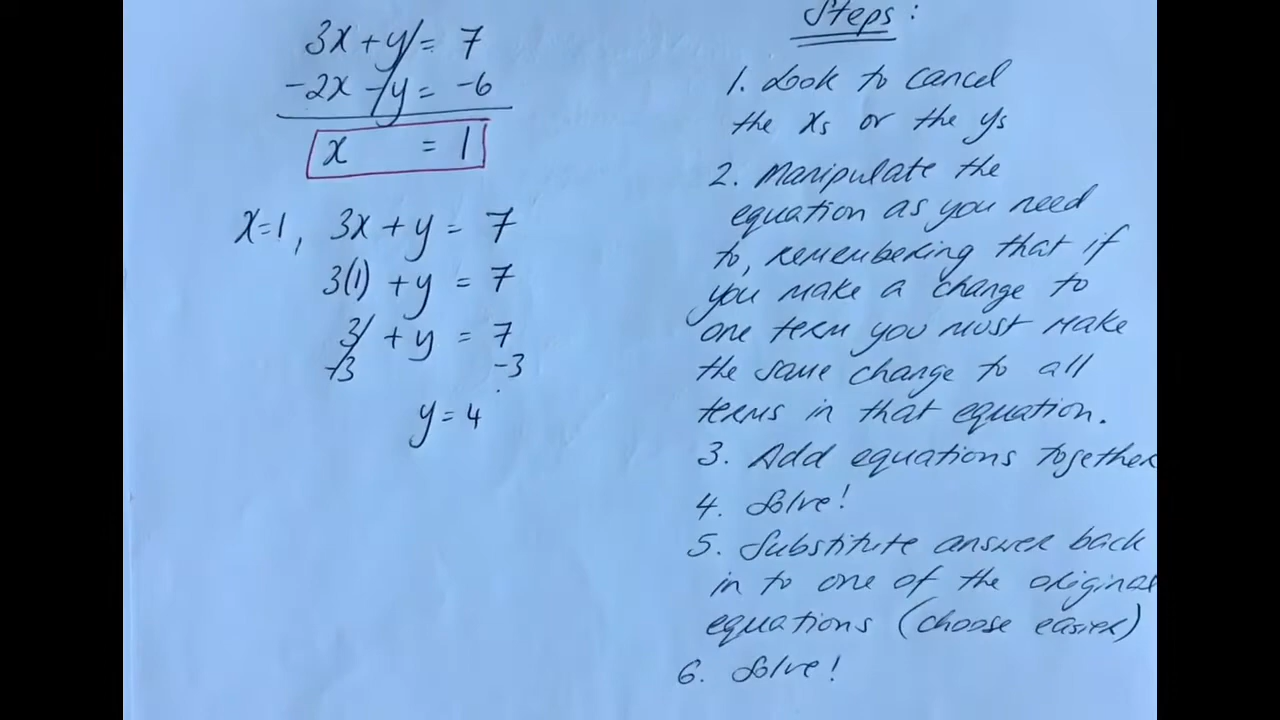 3x + y = 7
-2x - y = -6
x = 1
x=1, 3x + y = 7
3(1) + y = 7
3 + y = 7
-3 -3
y = 4
Steps:
1. Look to cancel
the xs or the ys
2. Manipulate the
equation as you need
to, remembering that if
you make a change to
one term you must make
the same change to all
terms in that equation.
3. Add equations together
4. Solve!
5. Substitute answer back
in to one of the original
equations (choose easier)
6. Solve!